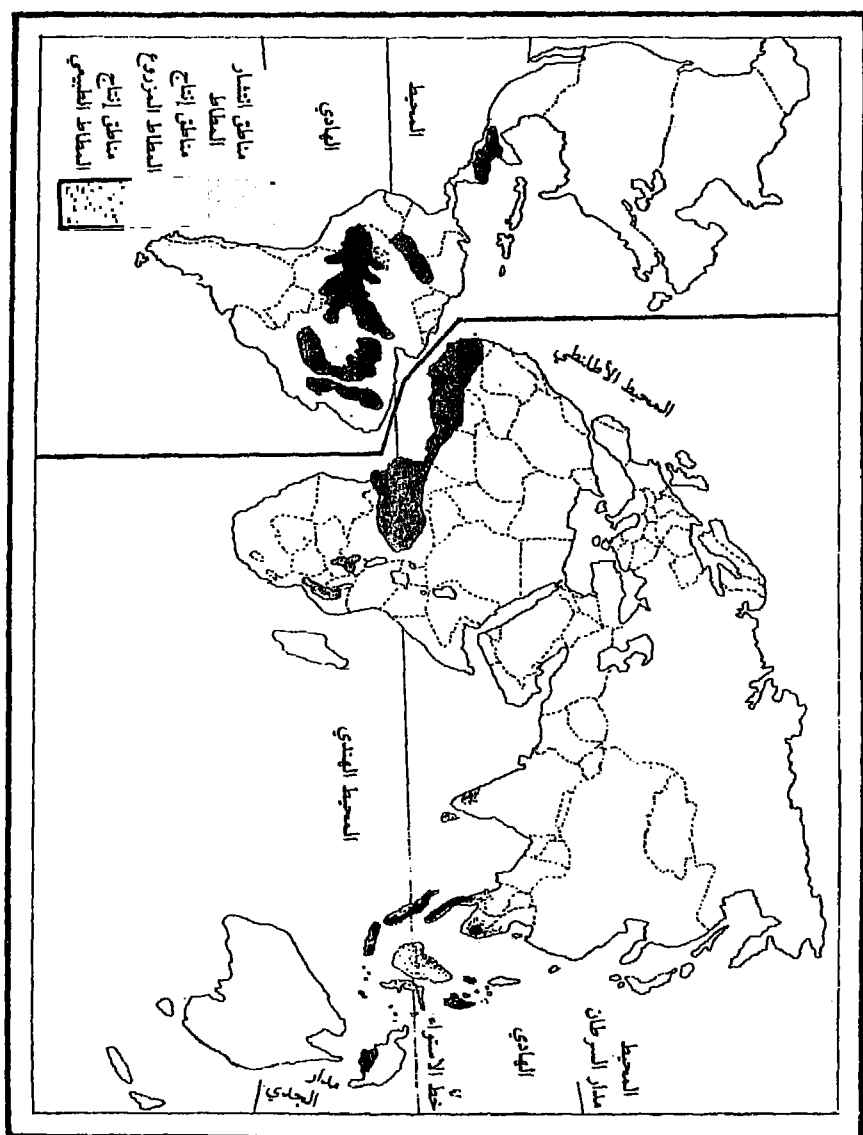 المحيط
الهادي
مناطق انتشار
المطاط
مناطق إنتاج
المطاط المزروع
مناطق إنتاج
المطاط الطبيعي
المحيط الأطلنطي
المحيط الهندي
المحيط
الهادي
مدار السرطان
خط الاستواء
مدار
الجدي